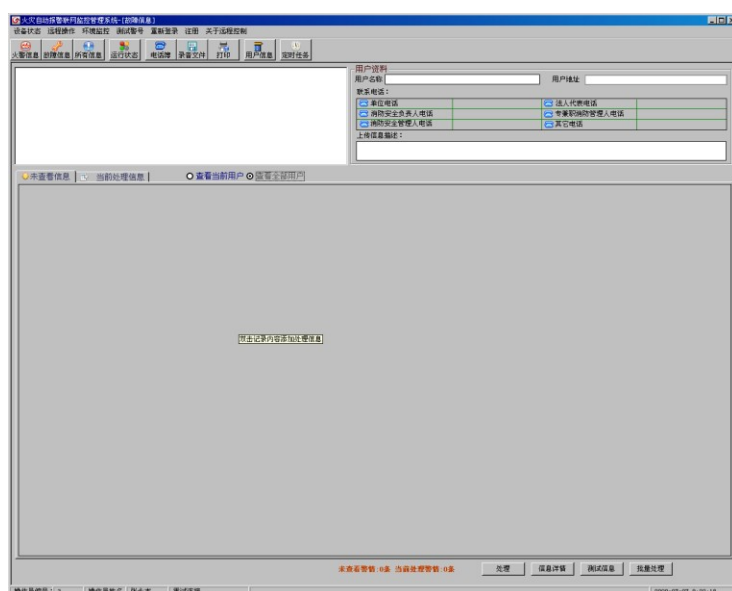 火灾自动报警联网监控管理系统-[故障信息]
设备状态 远程操作 环境监控 测试警号 重新登录 注册 关于远程控制
火警信息 故障信息 所有信息 运行状态 电话簿 录音文件 打印 用户信息 定时任务
用户资料
用户名称 用户地址
联系电话:
单位电话 法人代表电话
消防安全负责人电话 专兼职消防管理人电话
消防安全管理人电话 其它电话
上传信息描述:
未查看信息 当前处理信息 查看当前用户 查看全部用户
双击记录内容添加处理信息
未查看警情:0条 当前处理警情:0条 处理 信息详情 测试信息 批量处理